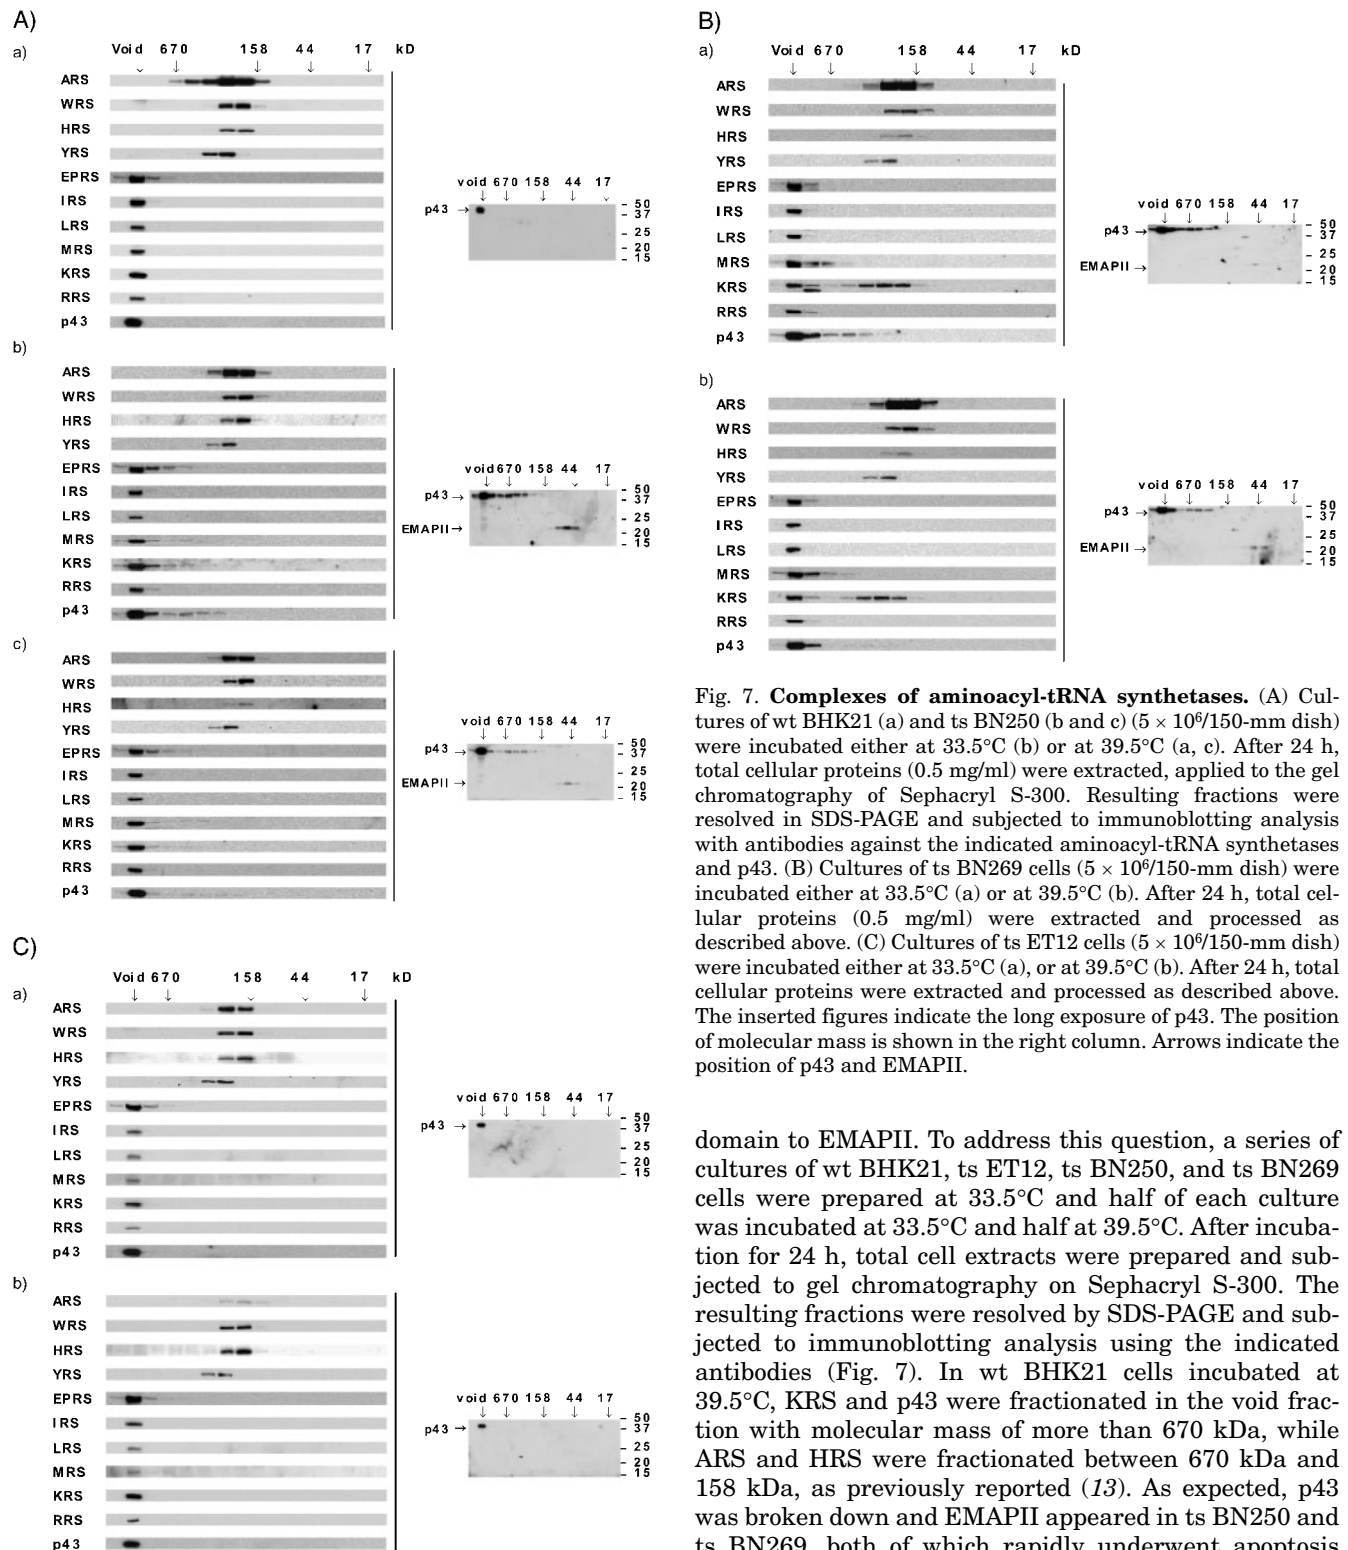 A)
a)
Void 670 158 44 17 kD
ARS
WRS
HRS
YRS
EPRS
IRS
LRS
MRS
KRS
RRS
p43
void 670 158 44 17
p43
50
37
25
20
15
b)
ARS
WRS
HRS
YRS
EPRS
IRS
LRS
MRS
KRS
RRS
p43
void 670 158 44 17
p43
EMAPII
50
37
25
20
15
c)
ARS
WRS
HRS
YRS
EPRS
IRS
LRS
MRS
KRS
RRS
p43
void 670 158 44 17
p43
EMAPII
50
37
25
20
15
C)
a)
Void 670 158 44 17 kD
ARS
WRS
HRS
YRS
EPRS
IRS
LRS
MRS
KRS
RRS
p43
void 670 158 44 17
p43
50
37
25
20
15
b)
ARS
WRS
HRS
YRS
EPRS
IRS
LRS
MRS
KRS
RRS
p43
void 670 158 44 17
p43
50
37
25
20
15
B)
a)
Void 670 158 44 17 kD
ARS
WRS
HRS
YRS
EPRS
IRS
LRS
MRS
KRS
RRS
p43
void 670 158 44 17
p43
EMAPII
50
37
25
20
15
b)
ARS
WRS
HRS
YRS
EPRS
IRS
LRS
MRS
KRS
RRS
p43
void 670 158 44 17
p43
EMAPII
50
37
25
20
15
Fig. 7. Complexes of aminoacyl-tRNA synthetases. (A) Cul-
tures of wt BHK21 (a) and ts BN250 (b and c) (5 × 10⁶/150-mm dish)
were incubated either at 33.5°C (b) or at 39.5°C (a, c). After 24 h,
total cellular proteins (0.5 mg/ml) were extracted, applied to the gel
chromatography of Sephacryl S-300. Resulting fractions were
resolved in SDS-PAGE and subjected to immunoblotting analysis
with antibodies against the indicated aminoacyl-tRNA synthetases
and p43. (B) Cultures of ts BN269 cells (5 × 10⁶/150-mm dish) were
incubated either at 33.5°C (a) or at 39.5°C (b). After 24 h, total cel-
lular proteins (0.5 mg/ml) were extracted and processed as
described above. (C) Cultures of ts ET12 cells (5 × 10⁶/150-mm dish)
were incubated either at 33.5°C (a), or at 39.5°C (b). After 24 h, total
cellular proteins were extracted and processed as described above.
The inserted figures indicate the long exposure of p43. The position
of molecular mass is shown in the right column. Arrows indicate the
position of p43 and EMAPII.
domain to EMAPII. To address this question, a series of
cultures of wt BHK21, ts ET12, ts BN250, and ts BN269
cells were prepared at 33.5°C and half of each culture
was incubated at 33.5°C and half at 39.5°C. After incuba-
tion for 24 h, total cell extracts were prepared and sub-
jected to gel chromatography on Sephacryl S-300. The
resulting fractions were resolved by SDS-PAGE and sub-
jected to immunoblotting analysis using the indicated
antibodies (Fig. 7). In wt BHK21 cells incubated at
39.5°C, KRS and p43 were fractionated in the void frac-
tion with molecular mass of more than 670 kDa, while
ARS and HRS were fractionated between 670 kDa and
158 kDa, as previously reported (13). As expected, p43
was broken down and EMAPII appeared in ts BN250 and
ts BN269, both of which rapidly underwent apoptosis